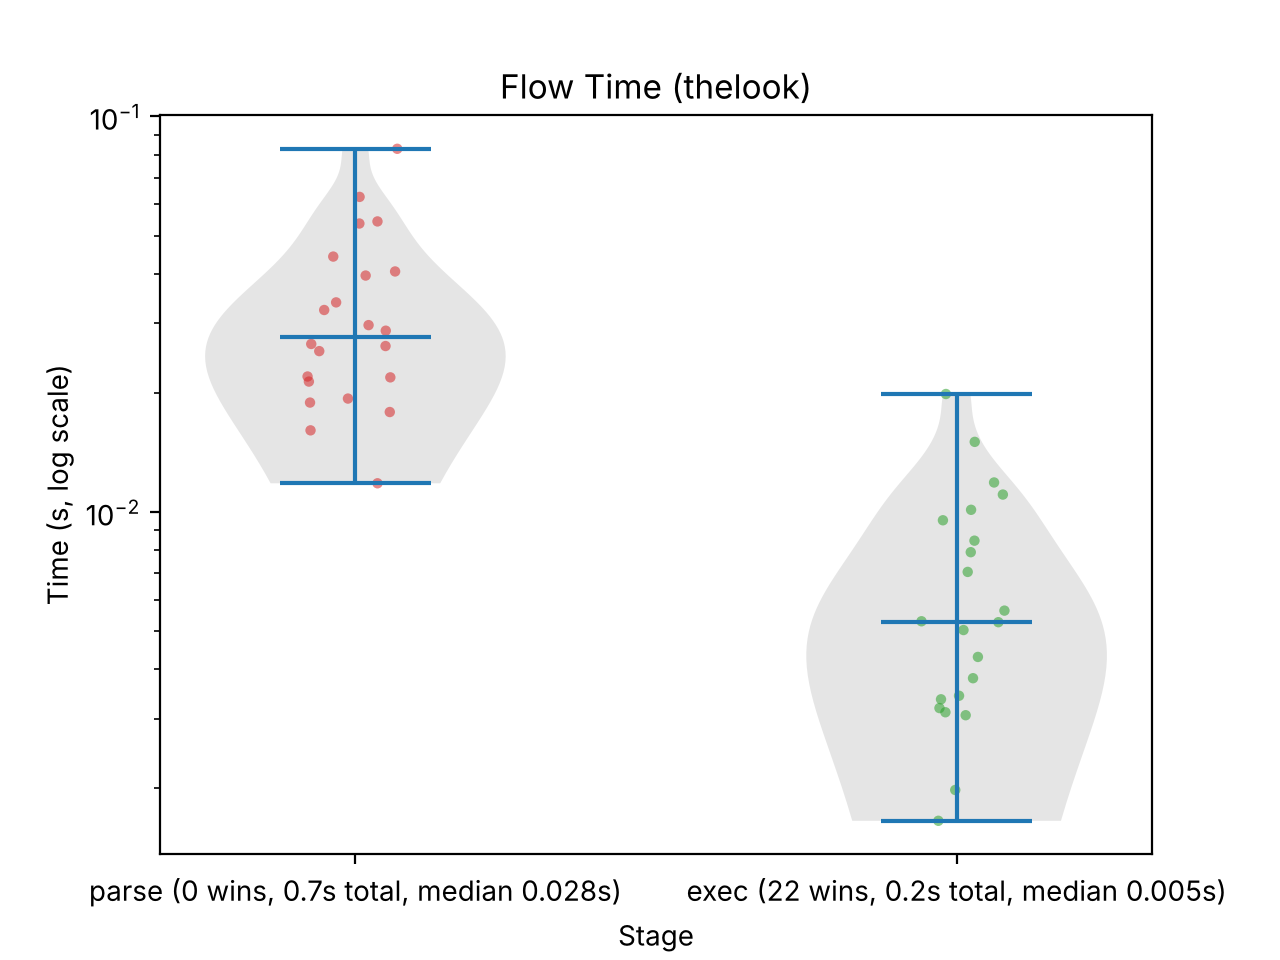 Flow Time (thelook)
10⁻¹
10⁻²
Time (s, log scale)
parse (0 wins, 0.7s total, median 0.028s)
exec (22 wins, 0.2s total, median 0.005s)
Stage